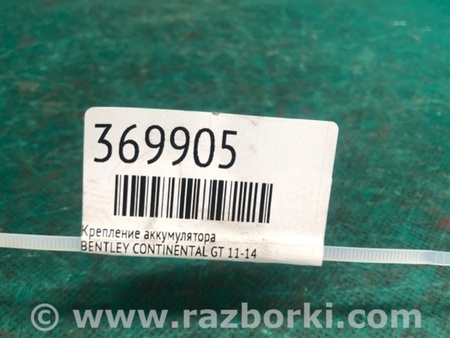 369905
Крепление аккумулятора
BENTLEY CONTINENTAL GT 11-14
© www.razborki.com